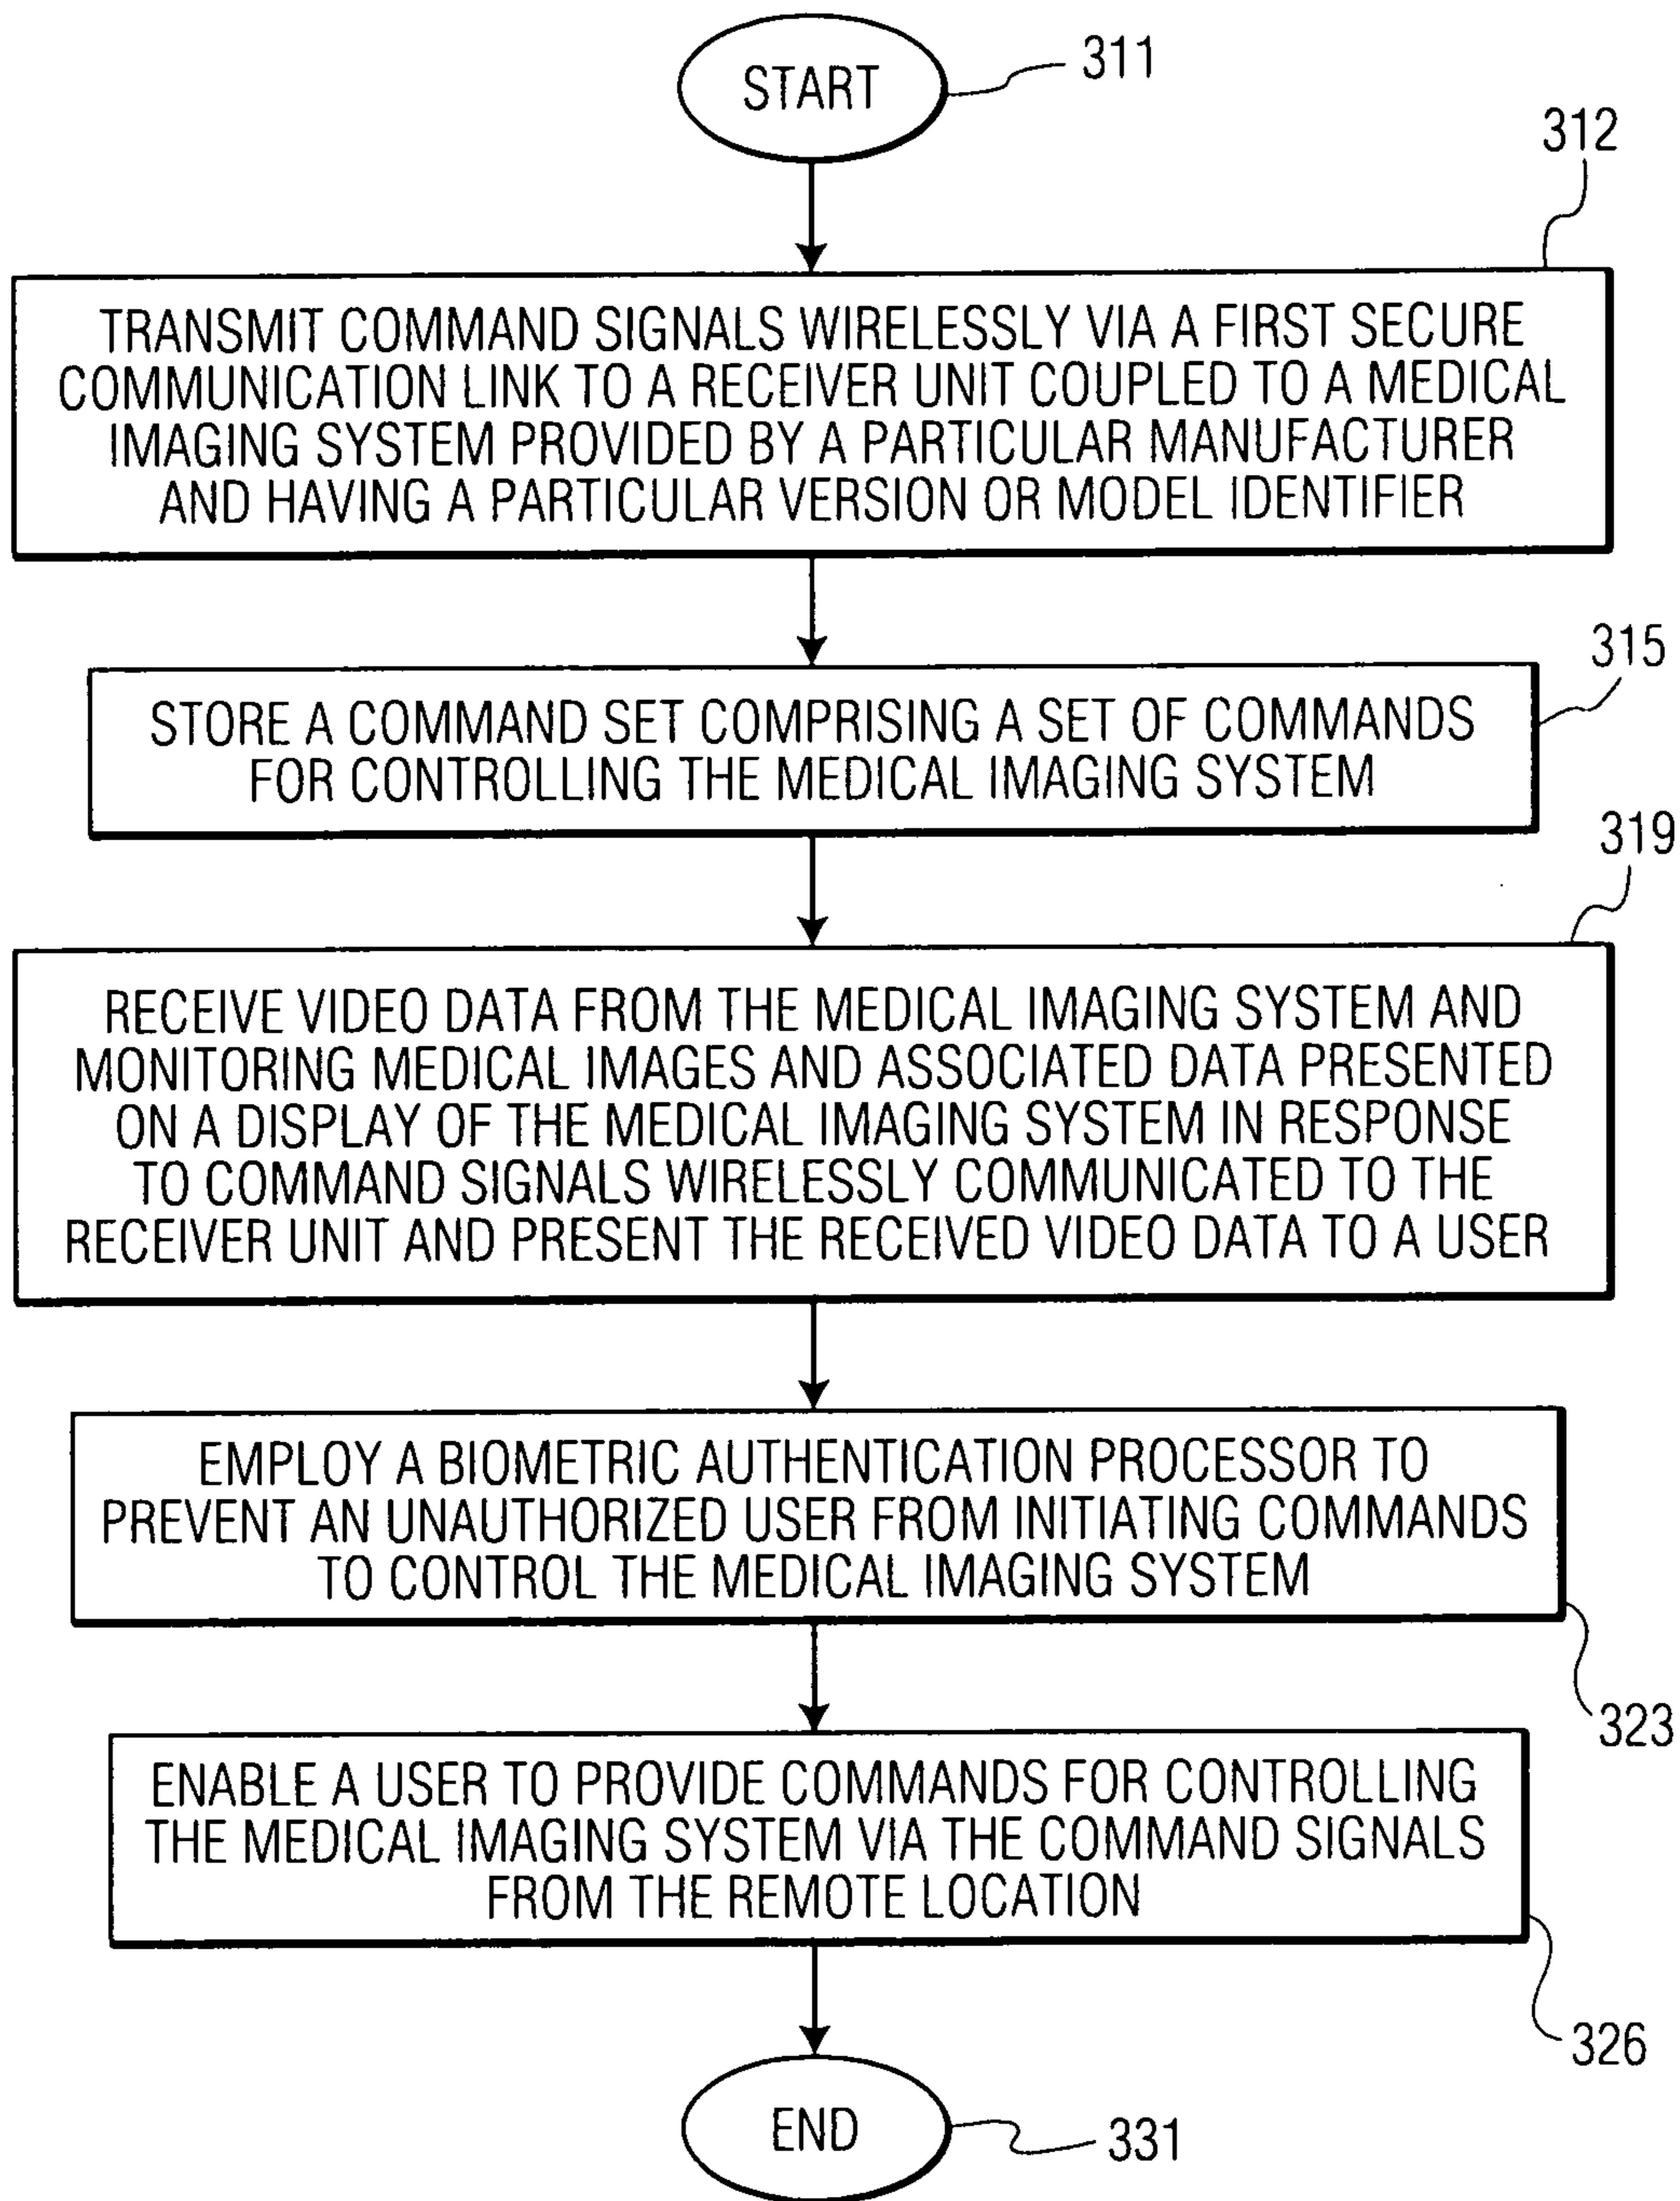 START
311
312
TRANSMIT COMMAND SIGNALS WIRELESSLY VIA A FIRST SECURE
COMMUNICATION LINK TO A RECEIVER UNIT COUPLED TO A MEDICAL
IMAGING SYSTEM PROVIDED BY A PARTICULAR MANUFACTURER
AND HAVING A PARTICULAR VERSION OR MODEL IDENTIFIER
315
STORE A COMMAND SET COMPRISING A SET OF COMMANDS
FOR CONTROLLING THE MEDICAL IMAGING SYSTEM
319
RECEIVE VIDEO DATA FROM THE MEDICAL IMAGING SYSTEM AND
MONITORING MEDICAL IMAGES AND ASSOCIATED DATA PRESENTED
ON A DISPLAY OF THE MEDICAL IMAGING SYSTEM IN RESPONSE
TO COMMAND SIGNALS WIRELESSLY COMMUNICATED TO THE
RECEIVER UNIT AND PRESENT THE RECEIVED VIDEO DATA TO A USER
EMPLOY A BIOMETRIC AUTHENTICATION PROCESSOR TO
PREVENT AN UNAUTHORIZED USER FROM INITIATING COMMANDS
TO CONTROL THE MEDICAL IMAGING SYSTEM
323
ENABLE A USER TO PROVIDE COMMANDS FOR CONTROLLING
THE MEDICAL IMAGING SYSTEM VIA THE COMMAND SIGNALS
FROM THE REMOTE LOCATION
326
END
331